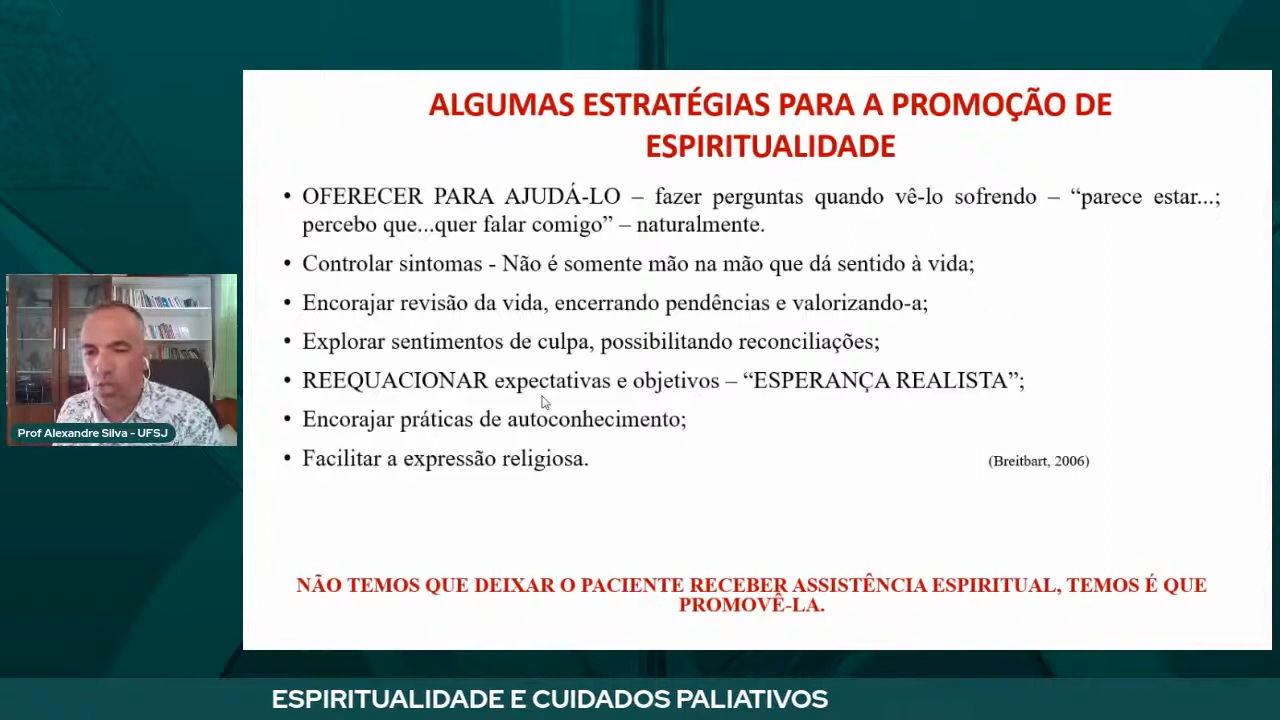 ALGUMAS ESTRATÉGIAS PARA A PROMOÇÃO DE
ESPIRITUALIDADE
• OFERECER PARA AJUDÁ-LO – fazer perguntas quando vê-lo sofrendo – “parece estar...;
percebo que...quer falar comigo” – naturalmente.
• Controlar sintomas - Não é somente mão na mão que dá sentido à vida;
• Encorajar revisão da vida, encerrando pendências e valorizando-a;
• Explorar sentimentos de culpa, possibilitando reconciliações;
• REEQUACIONAR expectativas e objetivos – “ESPERANÇA REALISTA”;
• Encorajar práticas de autoconhecimento;
• Facilitar a expressão religiosa.
(Breitbart, 2006)
NÃO TEMOS QUE DEIXAR O PACIENTE RECEBER ASSISTÊNCIA ESPIRITUAL, TEMOS É QUE
PROMOVÊ-LA.
Prof Alexandre Silva - UFSJ
ESPIRITUALIDADE E CUIDADOS PALIATIVOS